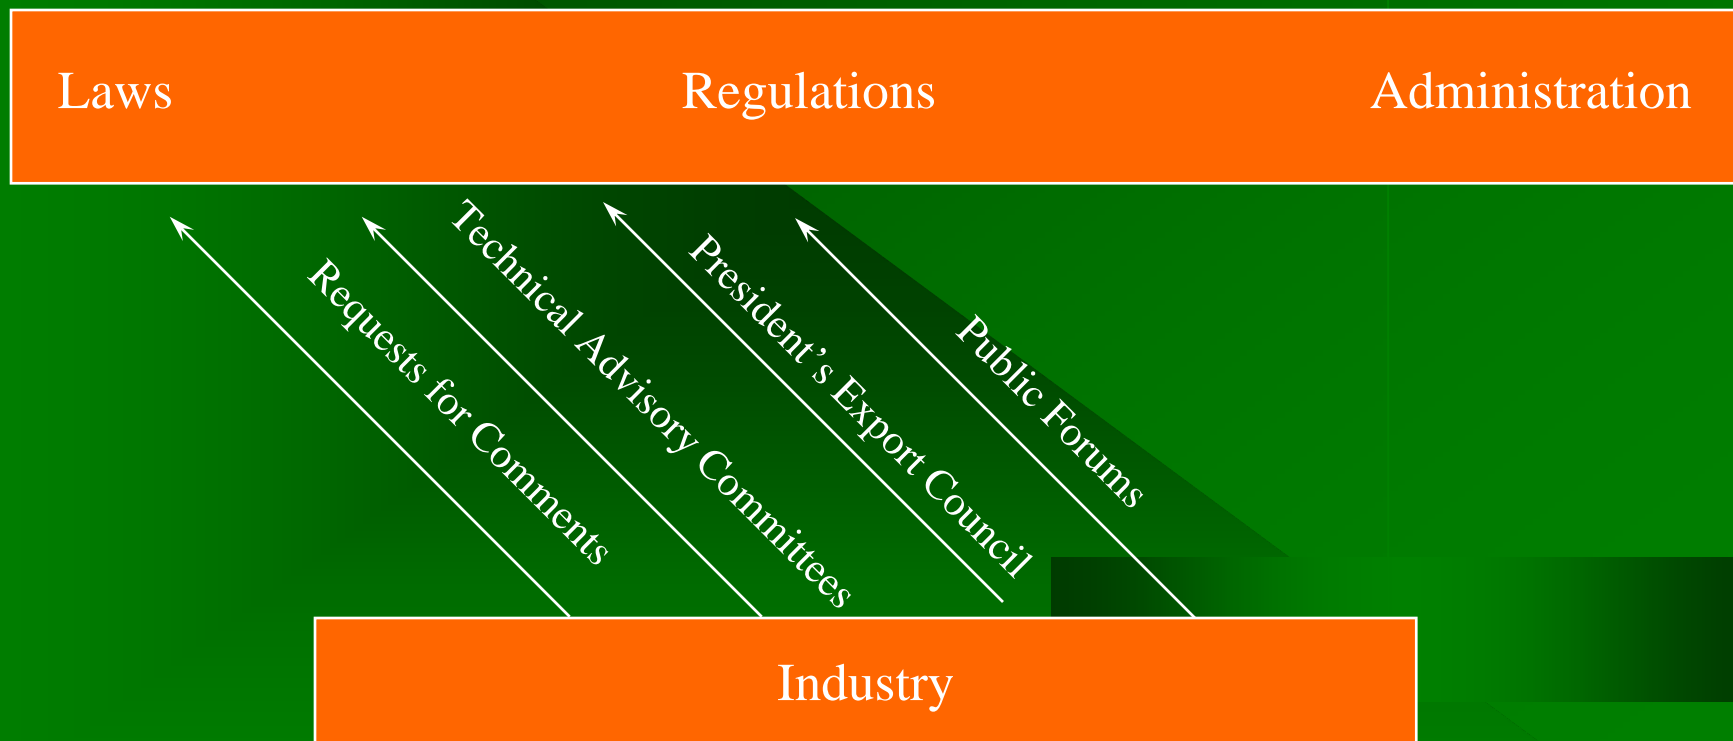 Laws
Regulations
Administration
Requests for Comments
Technical Advisory Committees
President’s Export Council
Public Forums
Industry